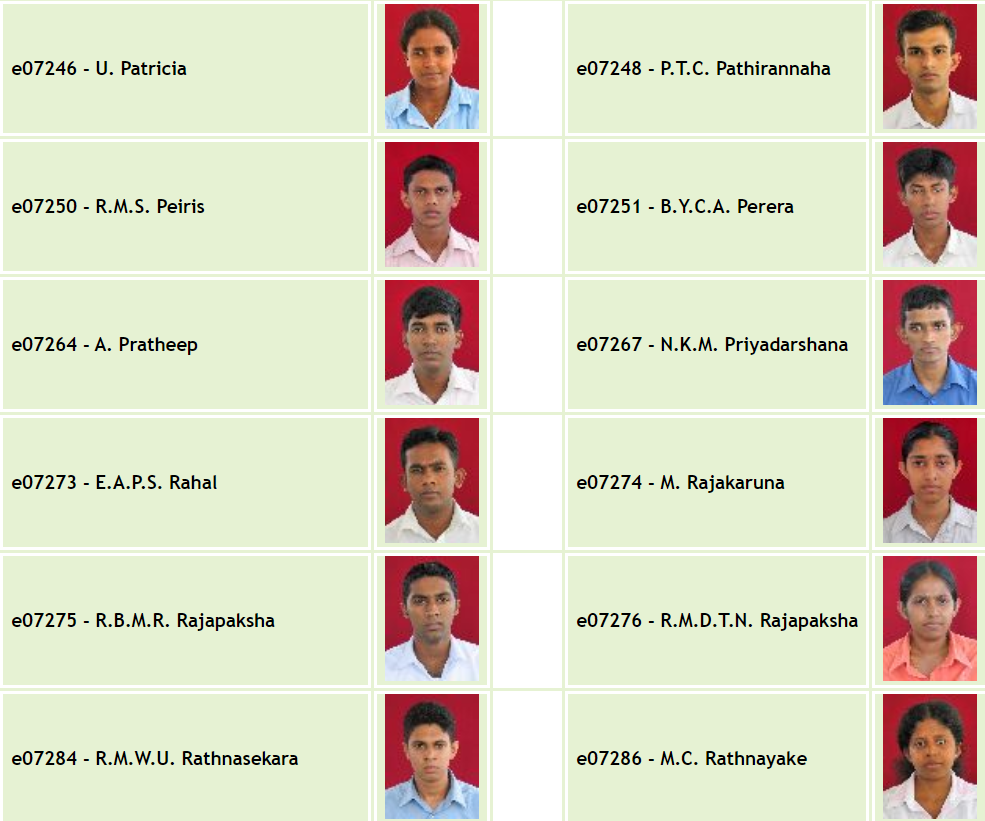 e07246 - U. Patricia
e07248 - P.T.C. Pathirannaha
e07250 - R.M.S. Peiris
e07251 - B.Y.C.A. Perera
e07264 - A. Pratheep
e07267 - N.K.M. Priyadarshana
e07273 - E.A.P.S. Rahal
e07274 - M. Rajakaruna
e07275 - R.B.M.R. Rajapaksha
e07276 - R.M.D.T.N. Rajapaksha
e07284 - R.M.W.U. Rathnasekara
e07286 - M.C. Rathnayake